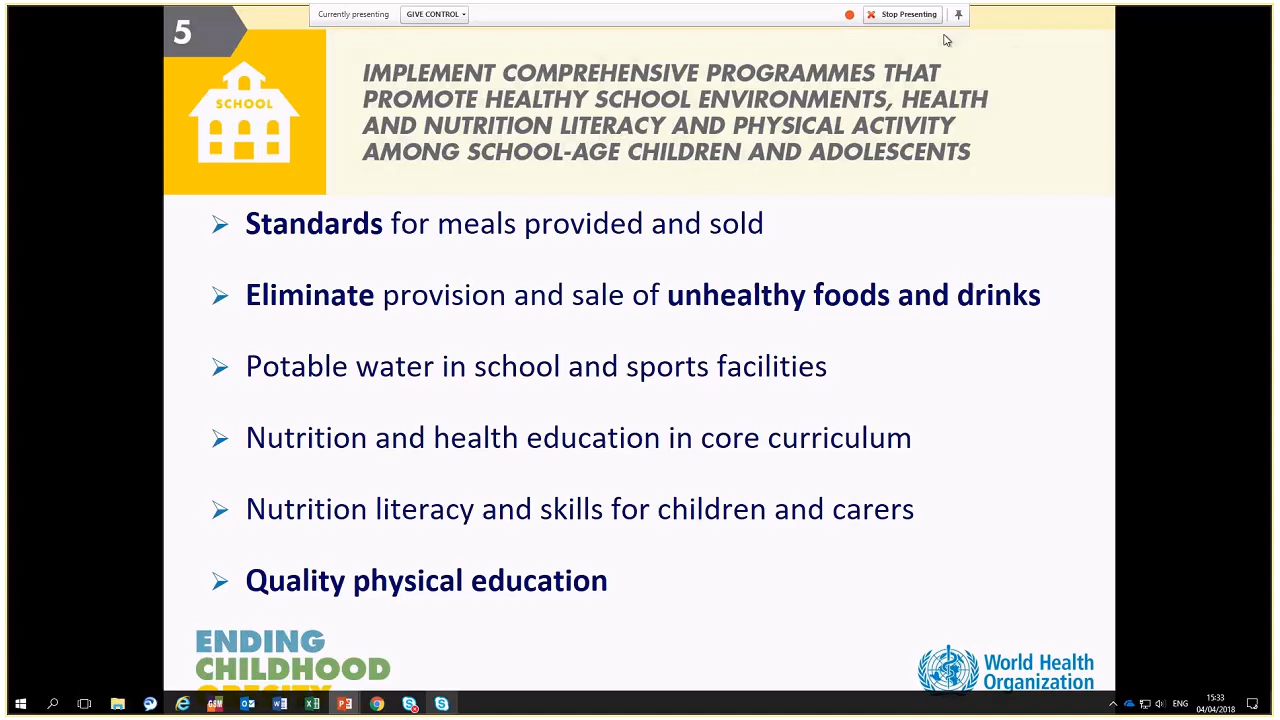 Currently presenting GIVE CONTROL Stop Presenting
5
SCHOOL
IMPLEMENT COMPREHENSIVE PROGRAMMES THAT
PROMOTE HEALTHY SCHOOL ENVIRONMENTS, HEALTH
AND NUTRITION LITERACY AND PHYSICAL ACTIVITY
AMONG SCHOOL-AGE CHILDREN AND ADOLESCENTS
Standards for meals provided and sold
Eliminate provision and sale of unhealthy foods and drinks
Potable water in school and sports facilities
Nutrition and health education in core curriculum
Nutrition literacy and skills for children and carers
Quality physical education
ENDING
CHILDHOOD
OBESITY
World Health
Organization
GSM
ENG
15:33
04/04/2018